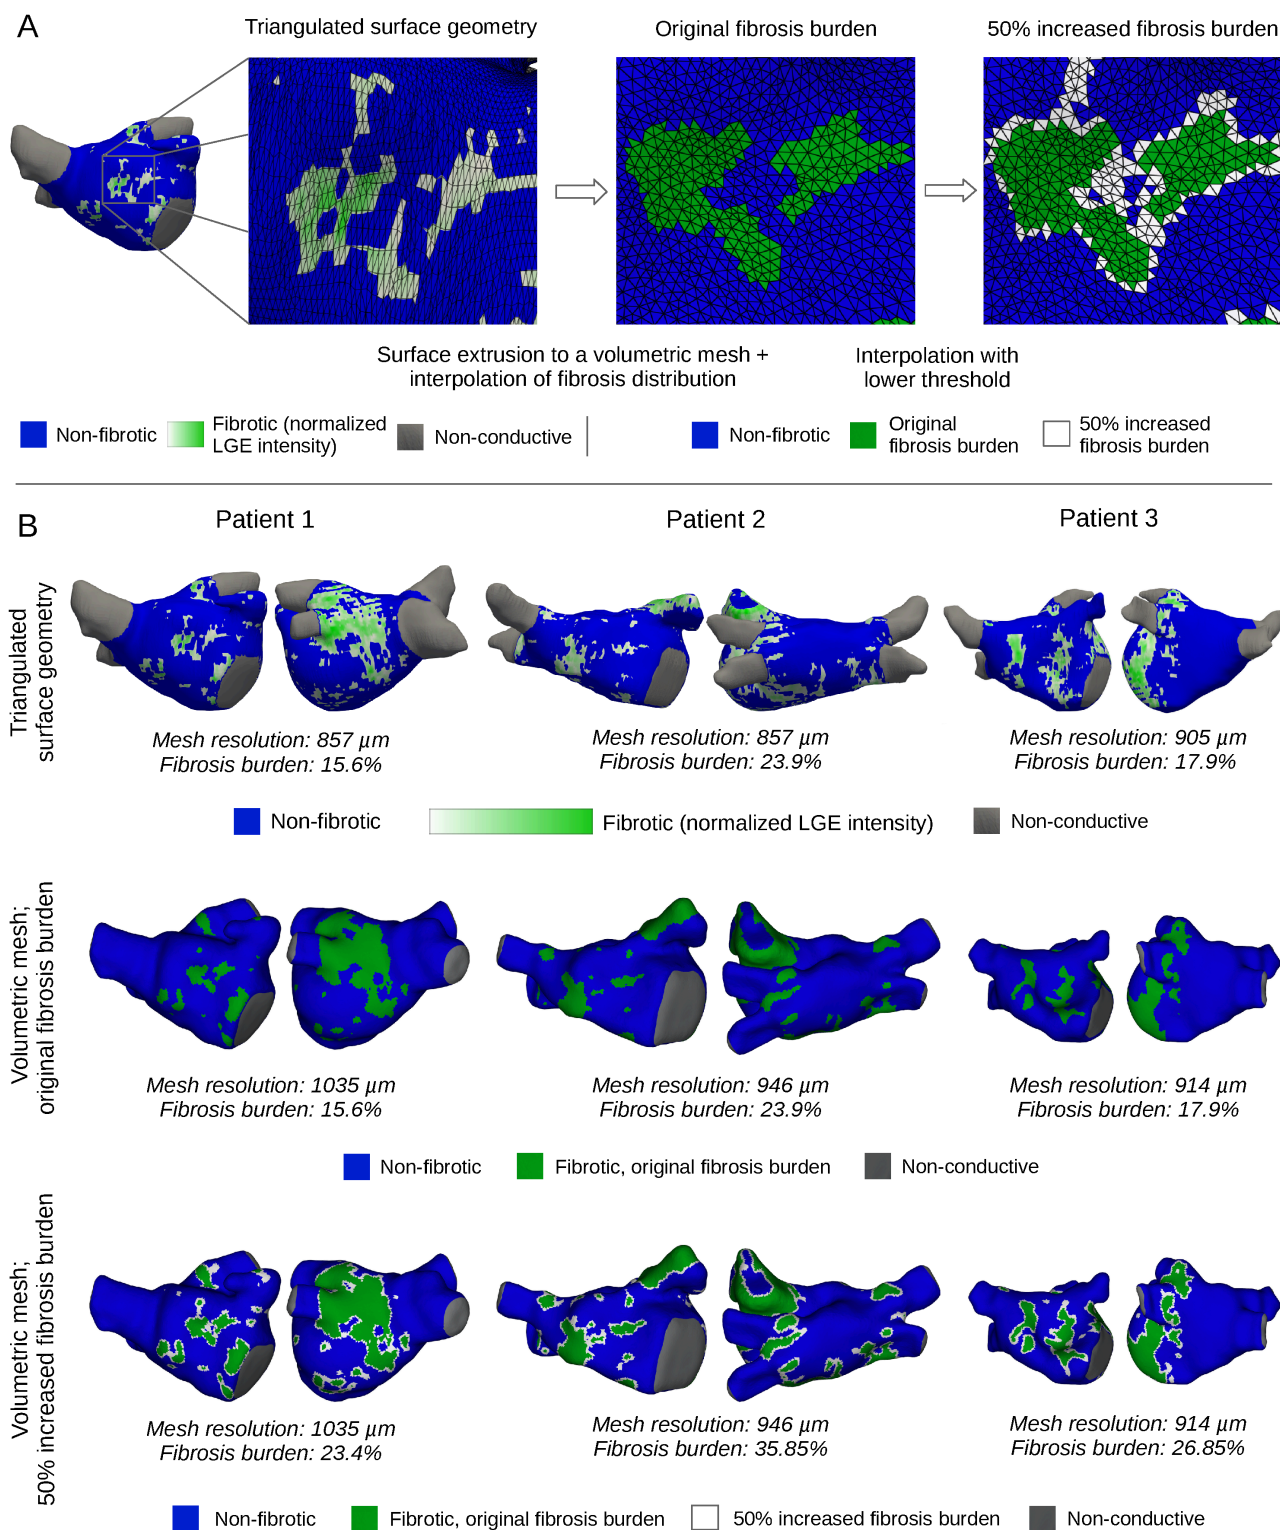 A
Triangulated surface geometry
Original fibrosis burden
50% increased fibrosis burden
Surface extrusion to a volumetric mesh +
interpolation of fibrosis distribution
Interpolation with
lower threshold
Non-fibrotic
Fibrotic (normalized
LGE intensity)
Non-conductive
Non-fibrotic
Original
fibrosis burden
50% increased
fibrosis burden
B
Patient 1
Patient 2
Patient 3
Triangulated
surface geometry
Mesh resolution: 857 µm
Fibrosis burden: 15.6%
Mesh resolution: 857 µm
Fibrosis burden: 23.9%
Mesh resolution: 905 µm
Fibrosis burden: 17.9%
Non-fibrotic
Fibrotic (normalized LGE intensity)
Non-conductive
Volumetric mesh;
original fibrosis burden
Mesh resolution: 1035 µm
Fibrosis burden: 15.6%
Mesh resolution: 946 µm
Fibrosis burden: 23.9%
Mesh resolution: 914 µm
Fibrosis burden: 17.9%
Non-fibrotic
Fibrotic, original fibrosis burden
Non-conductive
Volumetric mesh;
50% increased fibrosis burden
Mesh resolution: 1035 µm
Fibrosis burden: 23.4%
Mesh resolution: 946 µm
Fibrosis burden: 35.85%
Mesh resolution: 914 µm
Fibrosis burden: 26.85%
Non-fibrotic
Fibrotic, original fibrosis burden
50% increased fibrosis burden
Non-conductive